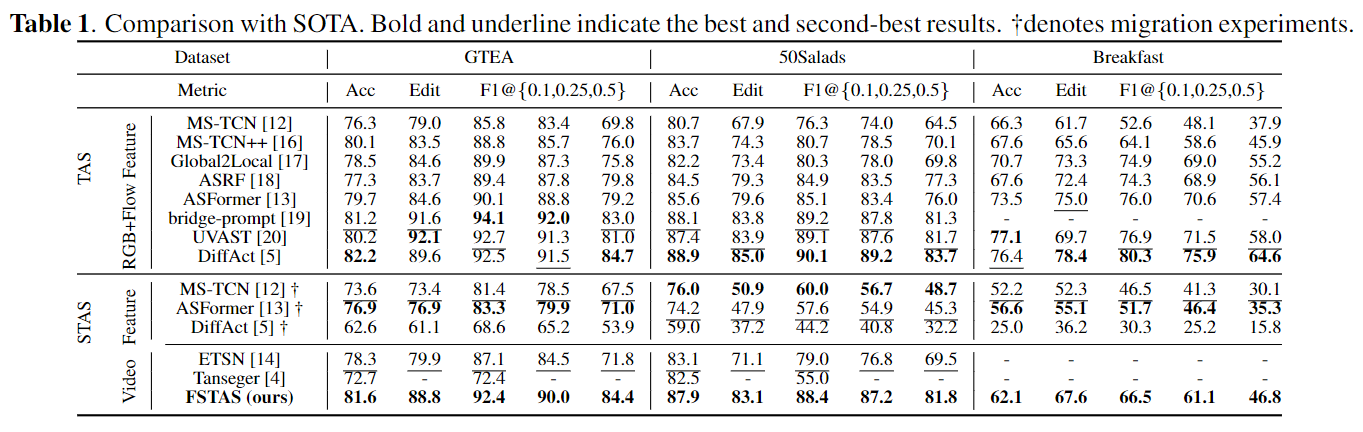 Table 1. Comparison with SOTA. Bold and underline indicate the best and second-best results. †denotes migration experiments.
Dataset GTEA 50Salads Breakfast
Metric Acc Edit F1@{0.1,0.25,0.5} Acc Edit F1@{0.1,0.25,0.5} Acc Edit F1@{0.1,0.25,0.5}
TAS
RGB+Flow Feature
MS-TCN [12] 76.3 79.0 85.8 83.4 69.8 80.7 67.9 76.3 74.0 64.5 66.3 61.7 52.6 48.1 37.9
MS-TCN++ [16] 80.1 83.5 88.8 85.7 76.0 83.7 74.3 80.7 78.5 70.1 67.6 65.6 64.1 58.6 45.9
Global2Local [17] 78.5 84.6 89.9 87.3 75.8 82.2 73.4 80.3 78.0 69.8 70.7 73.3 74.9 69.0 55.2
ASRF [18] 77.3 83.7 89.4 87.8 79.8 84.5 79.3 84.9 83.5 77.3 67.6 72.4 74.3 68.9 56.1
ASFormer [13] 79.7 84.6 90.1 88.8 79.2 85.6 79.6 85.1 83.4 76.0 73.5 75.0 76.0 70.6 57.4
bridge-prompt [19] 81.2 91.6 94.1 92.0 83.0 88.1 83.8 89.2 87.8 81.3 - - - - -
UVAST [20] 80.2 92.1 92.7 91.3 81.0 87.4 83.9 89.1 87.6 81.7 77.1 69.7 76.9 71.5 58.0
DiffAct [5] 82.2 89.6 92.5 91.5 84.7 88.9 85.0 90.1 89.2 83.7 76.4 78.4 80.3 75.9 64.6
STAS
Feature
MS-TCN [12] † 73.6 73.4 81.4 78.5 67.5 76.0 50.9 60.0 56.7 48.7 52.2 52.3 46.5 41.3 30.1
ASFormer [13] † 76.9 76.9 83.3 79.9 71.0 74.2 47.9 57.6 54.9 45.3 56.6 55.1 51.7 46.4 35.3
DiffAct [5] † 62.6 61.1 68.6 65.2 53.9 59.0 37.2 44.2 40.8 32.2 25.0 36.2 30.3 25.2 15.8
Video
ETSN [14] 78.3 79.9 87.1 84.5 71.8 83.1 71.1 79.0 76.8 69.5 - - - - -
Tanseger [4] 72.7 - 72.4 - - 82.5 - 55.0 - - - - - - -
FSTAS (ours) 81.6 88.8 92.4 90.0 84.4 87.9 83.1 88.4 87.2 81.8 62.1 67.6 66.5 61.1 46.8